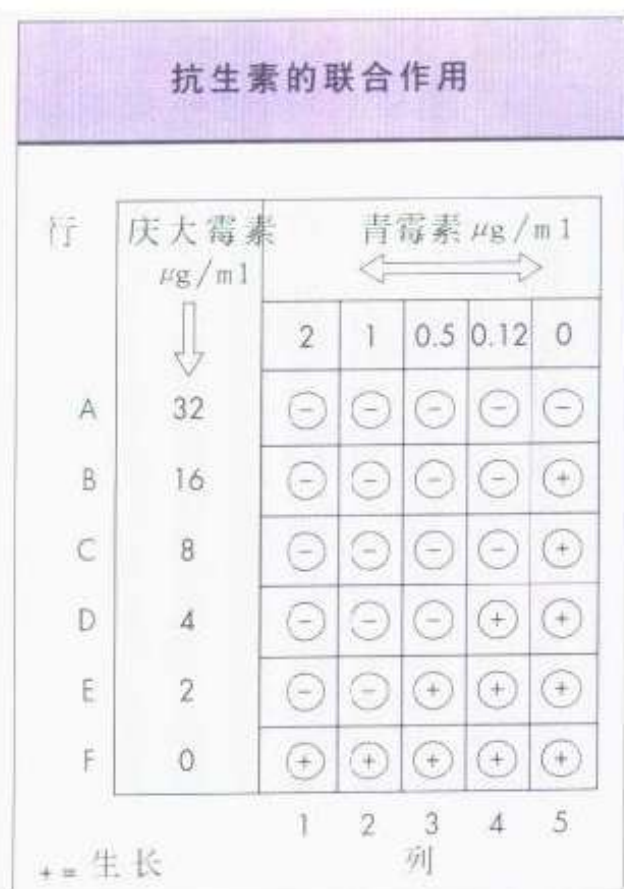 抗生素的联合作用
行 庆大霉素 青霉素 μg/ml
μg/ml
2 1 0.5 0.12 0
A 32 - - - - -
B 16 - - - - +
C 8 - - - - +
D 4 - - - + +
E 2 - - + + +
F 0 + + + + +
1 2 3 4 5
+ = 生长 列